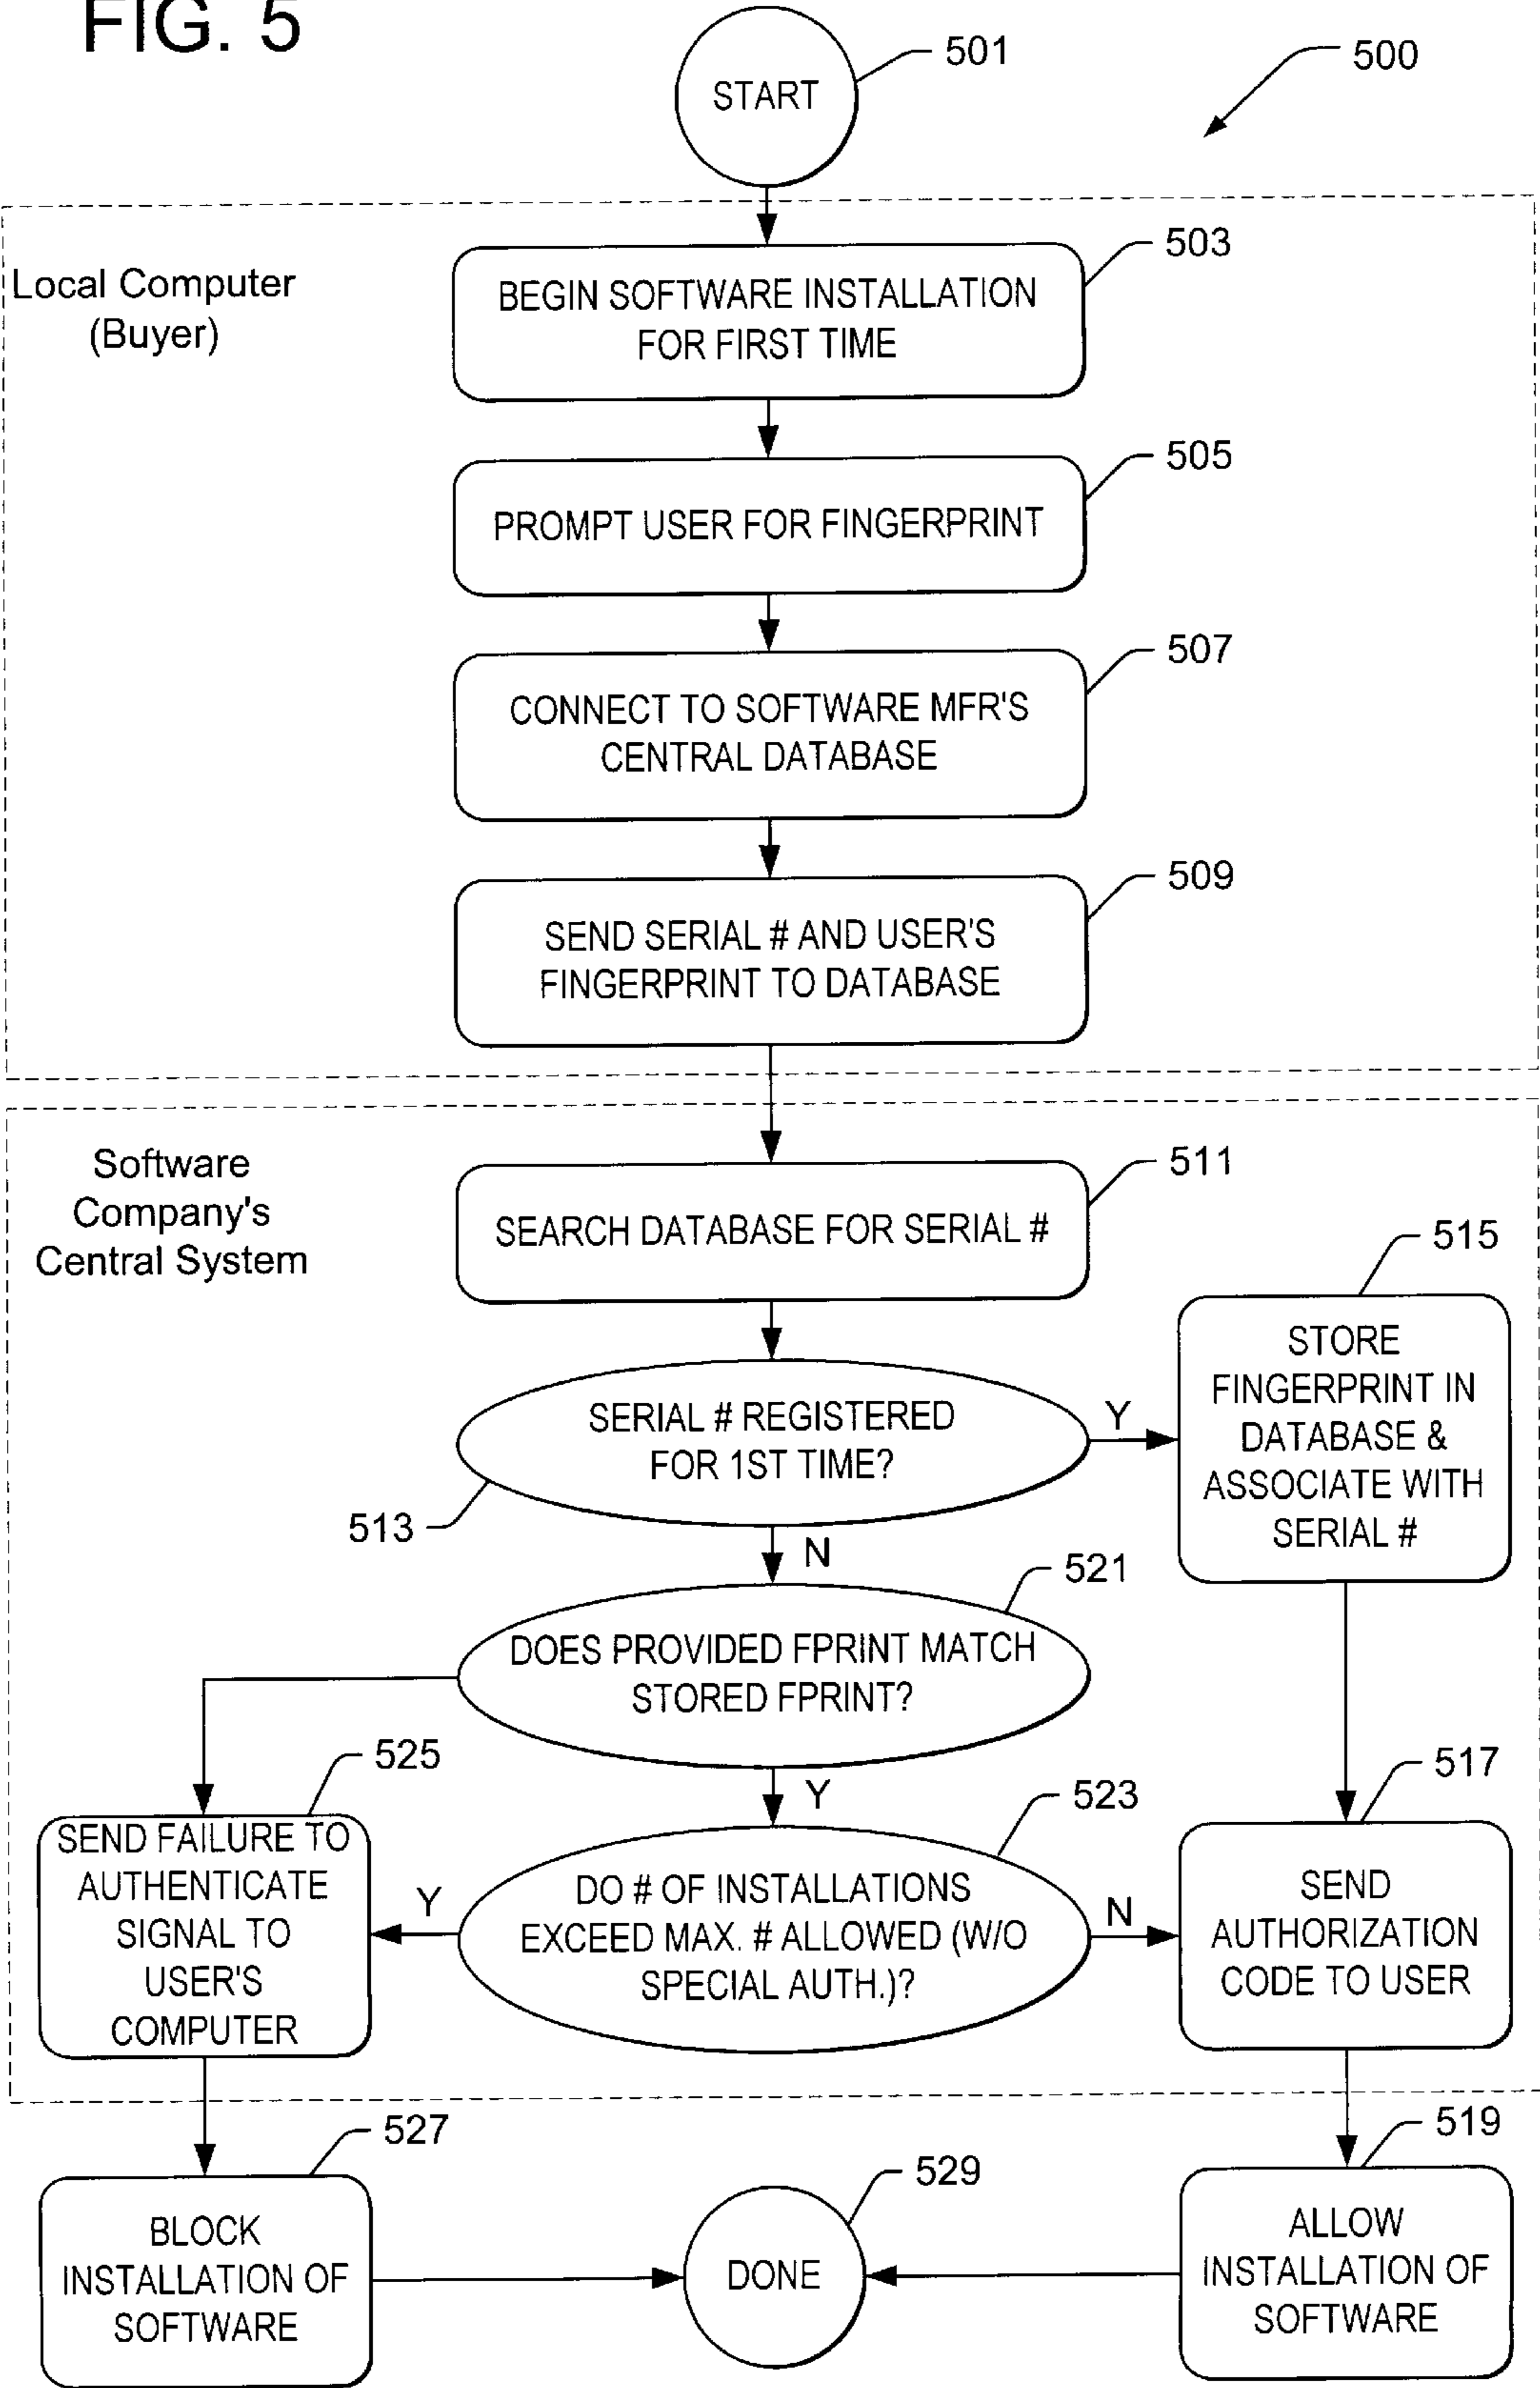 FIG. 5
START
501
500
Local Computer
(Buyer)
503
BEGIN SOFTWARE INSTALLATION
FOR FIRST TIME
505
PROMPT USER FOR FINGERPRINT
507
CONNECT TO SOFTWARE MFR'S
CENTRAL DATABASE
509
SEND SERIAL # AND USER'S
FINGERPRINT TO DATABASE
Software
Company's
Central System
511
SEARCH DATABASE FOR SERIAL #
515
STORE
FINGERPRINT IN
DATABASE &
ASSOCIATE WITH
SERIAL #
SERIAL # REGISTERED
FOR 1ST TIME?
Y
513
N
521
DOES PROVIDED FPRINT MATCH
STORED FPRINT?
525
Y
523
517
SEND FAILURE TO
AUTHENTICATE
SIGNAL TO
USER'S
COMPUTER
Y
DO # OF INSTALLATIONS
EXCEED MAX. # ALLOWED (W/O
SPECIAL AUTH.)?
N
SEND
AUTHORIZATION
CODE TO USER
527
BLOCK
INSTALLATION OF
SOFTWARE
529
DONE
519
ALLOW
INSTALLATION OF
SOFTWARE